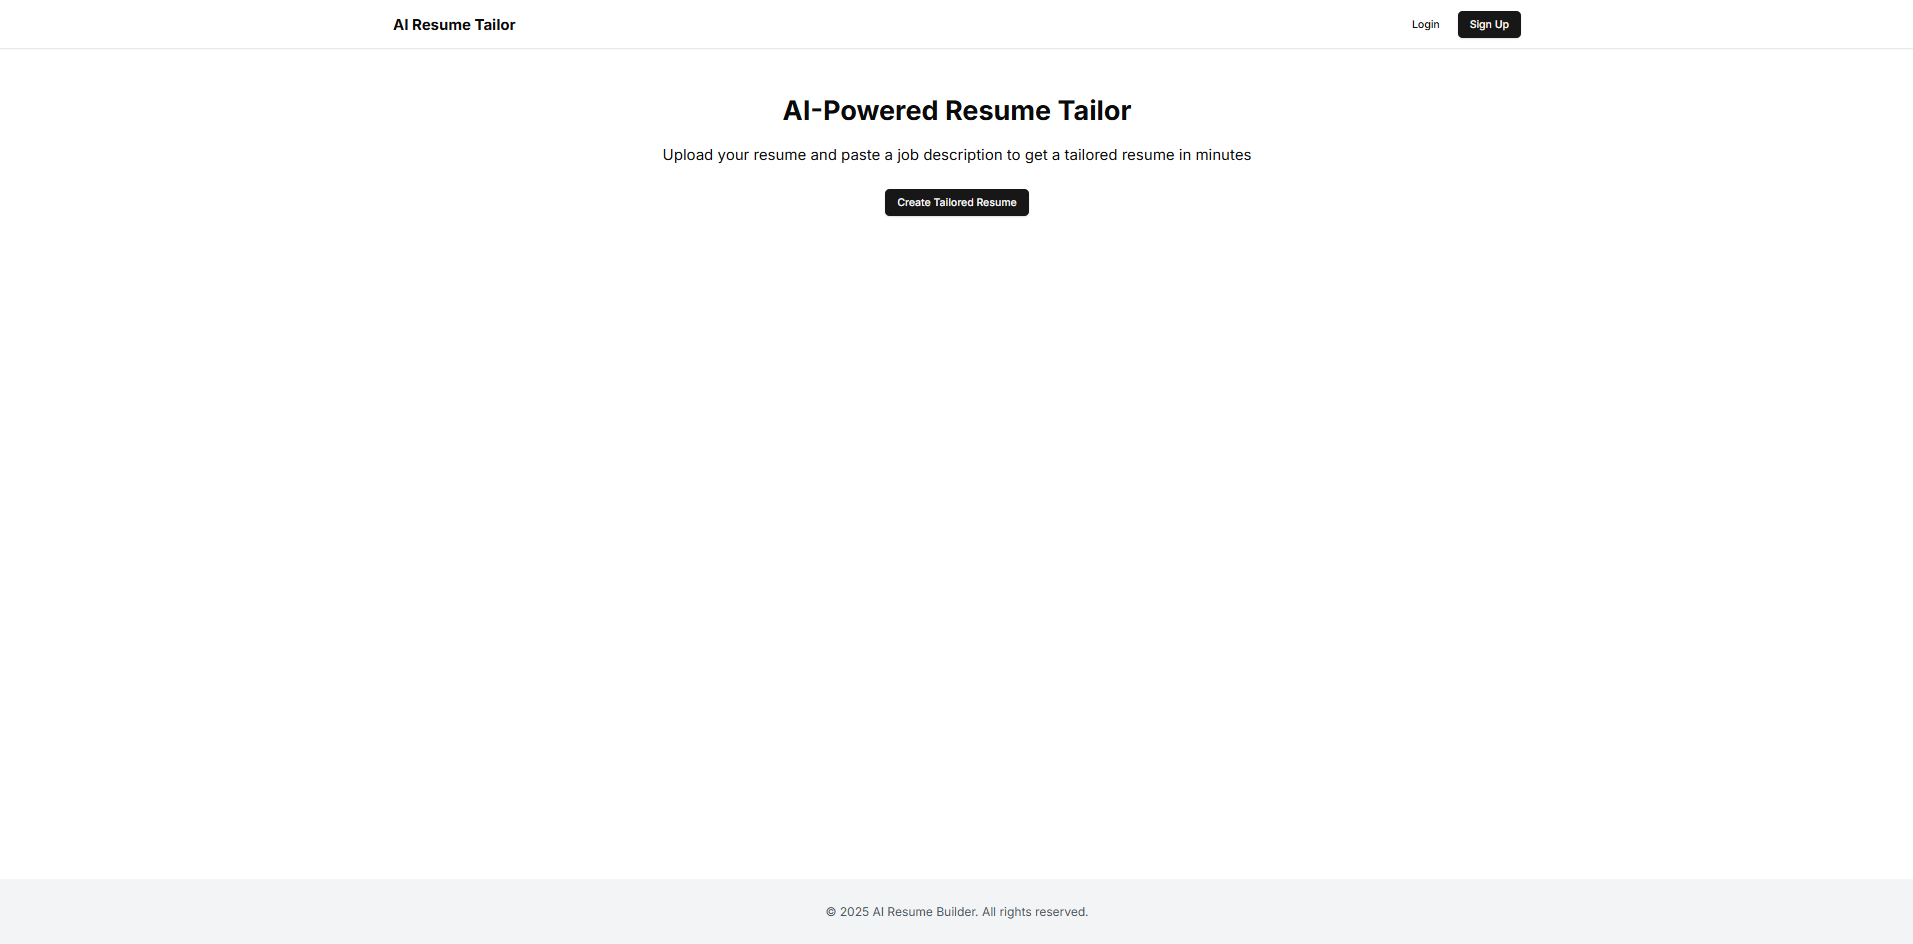 AI Resume Tailor
Login
Sign Up
AI-Powered Resume Tailor
Upload your resume and paste a job description to get a tailored resume in minutes
Create Tailored Resume
© 2025 AI Resume Builder. All rights reserved.